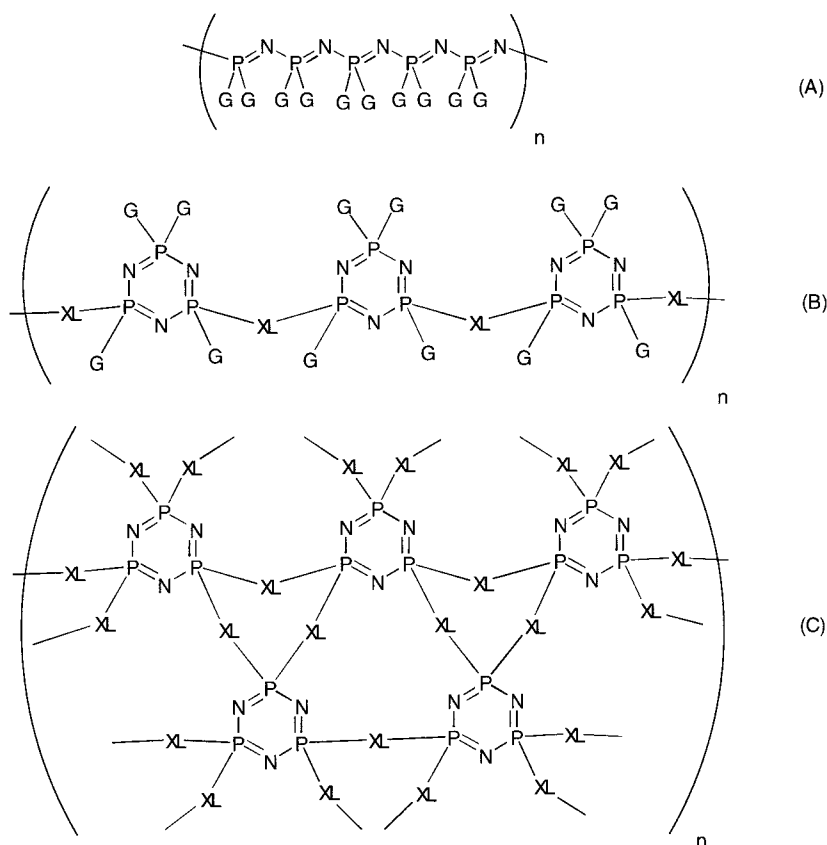 N N N N N
P P P P P
G G G G G G G G G G
(A)
n
G G G G G G
P P P
N N N N N N
XL P P XL P P XL P P XL
(B)
N N N
G G G G G G
n
XL XL XL XL XL XL
P P P
N N N N N N
XL P P XL P P XL P P XL
N N N
XL XL XL XL XL XL
(C)
P P
N N N N
XL P P XL P P XL
N N
XL XL XL XL
n